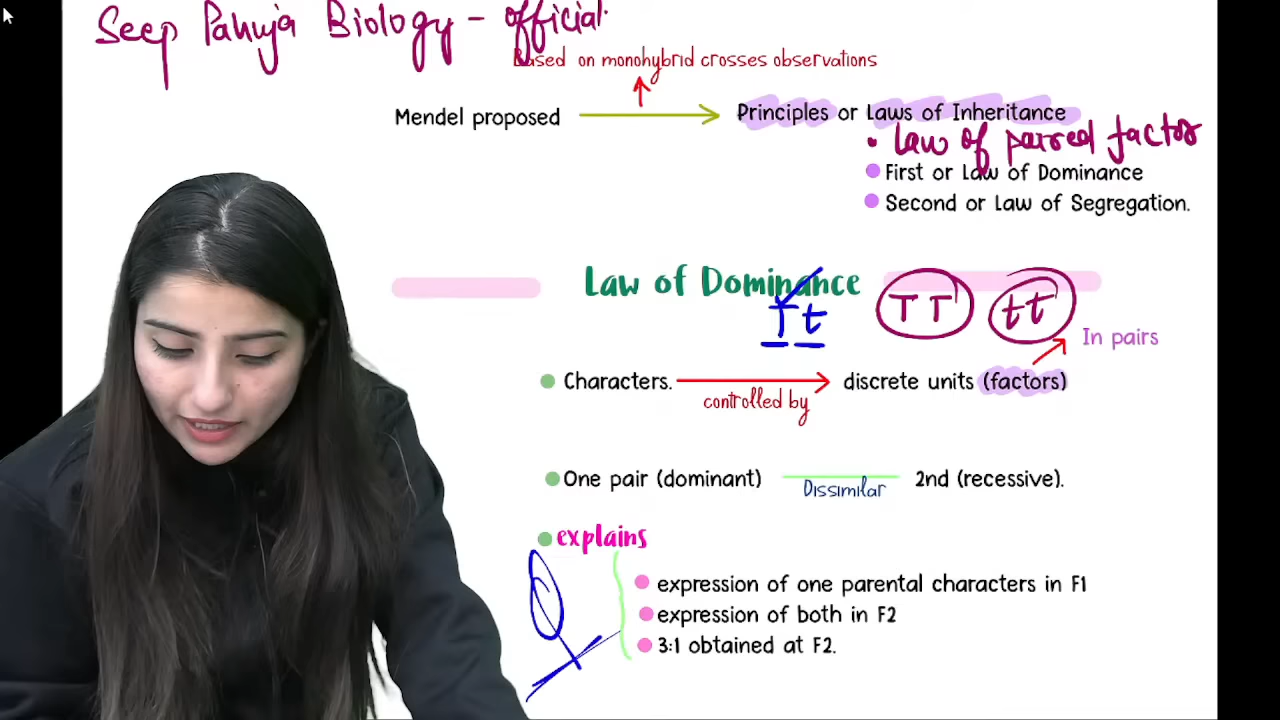 Seep Pahuja Biology - official
Based on monohybrid crosses observations
Mendel proposed Principles or Laws of Inheritance
• Law of paired factor
First or Law of Dominance
Second or Law of Segregation.
Law of Dominance
T t TT tt
In pairs
Characters. discrete units (factors)
controlled by
One pair (dominant) 2nd (recessive).
Dissimilar
explains
expression of one parental characters in F1
expression of both in F2
3:1 obtained at F2.